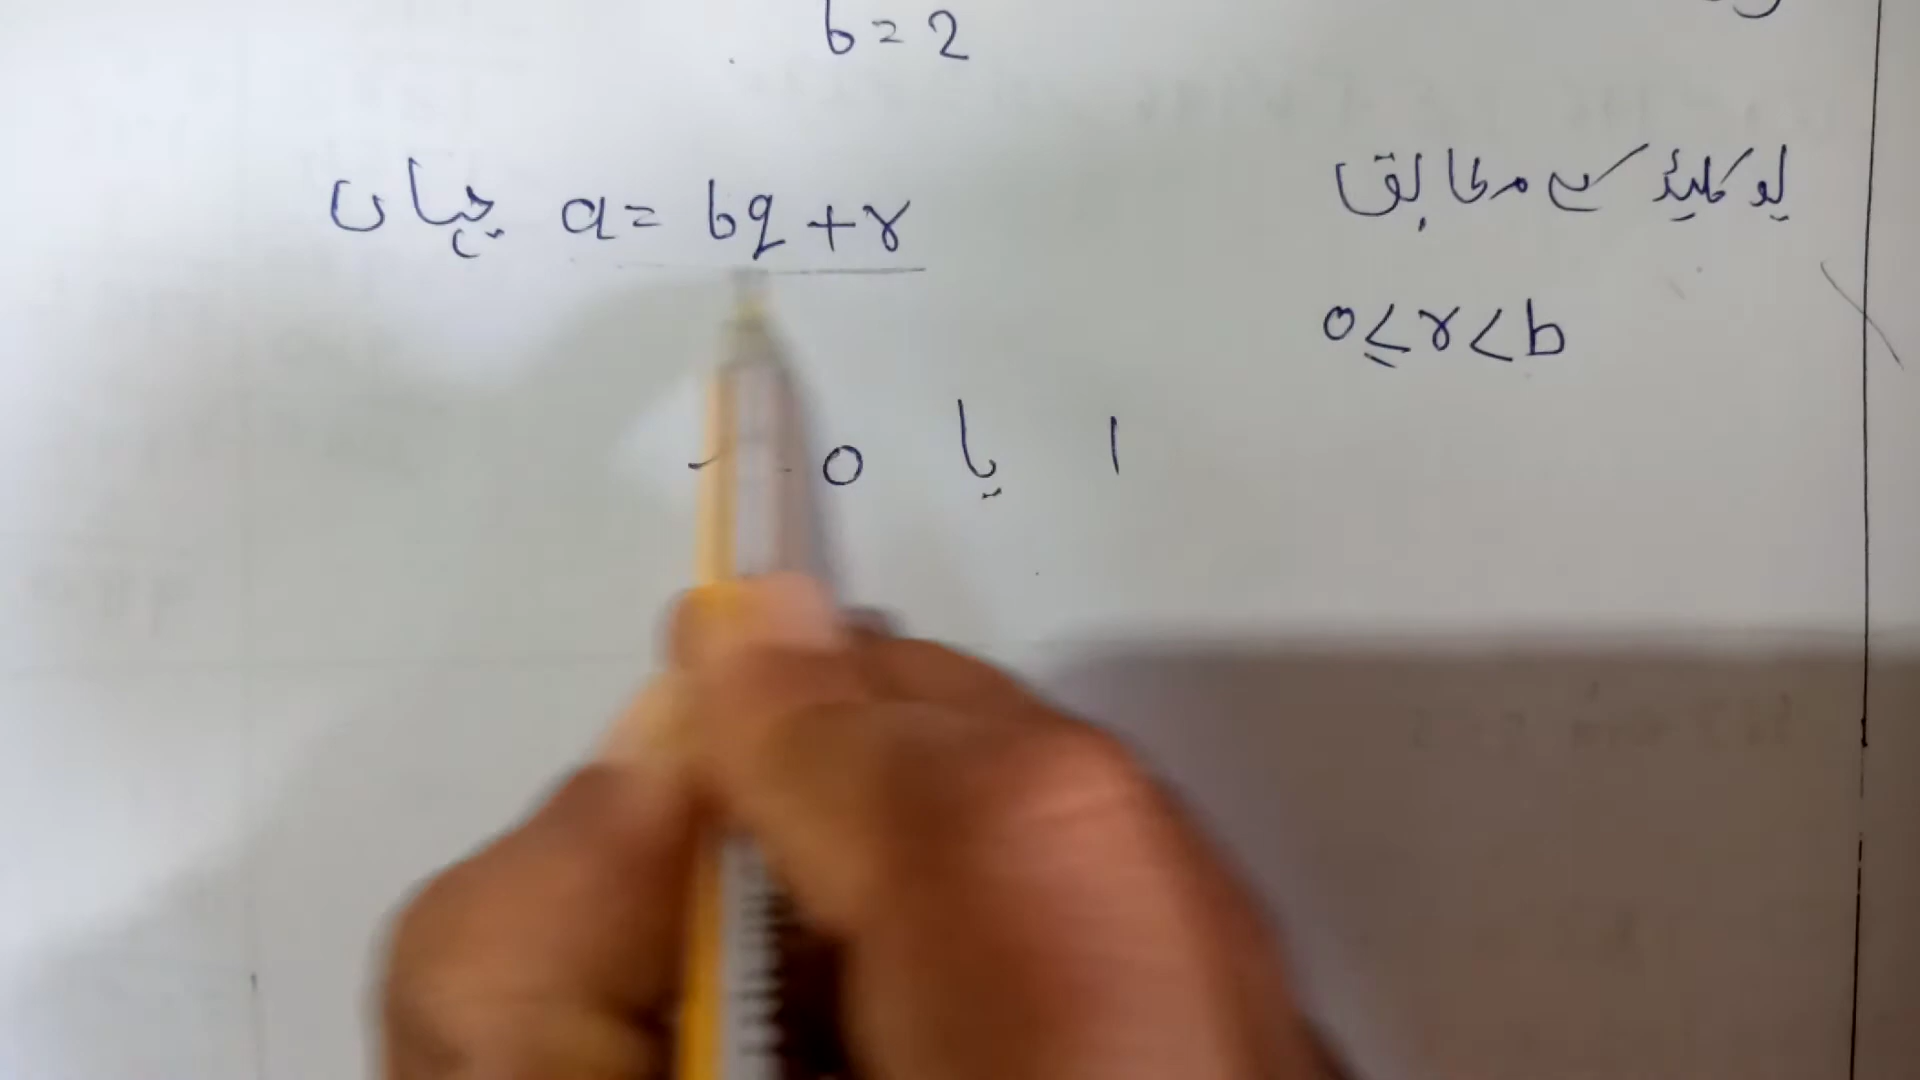 b = 2
یوکلیڈ کے مطابق a = bq + r جہاں
0 ≤ r < b
1 یا 0